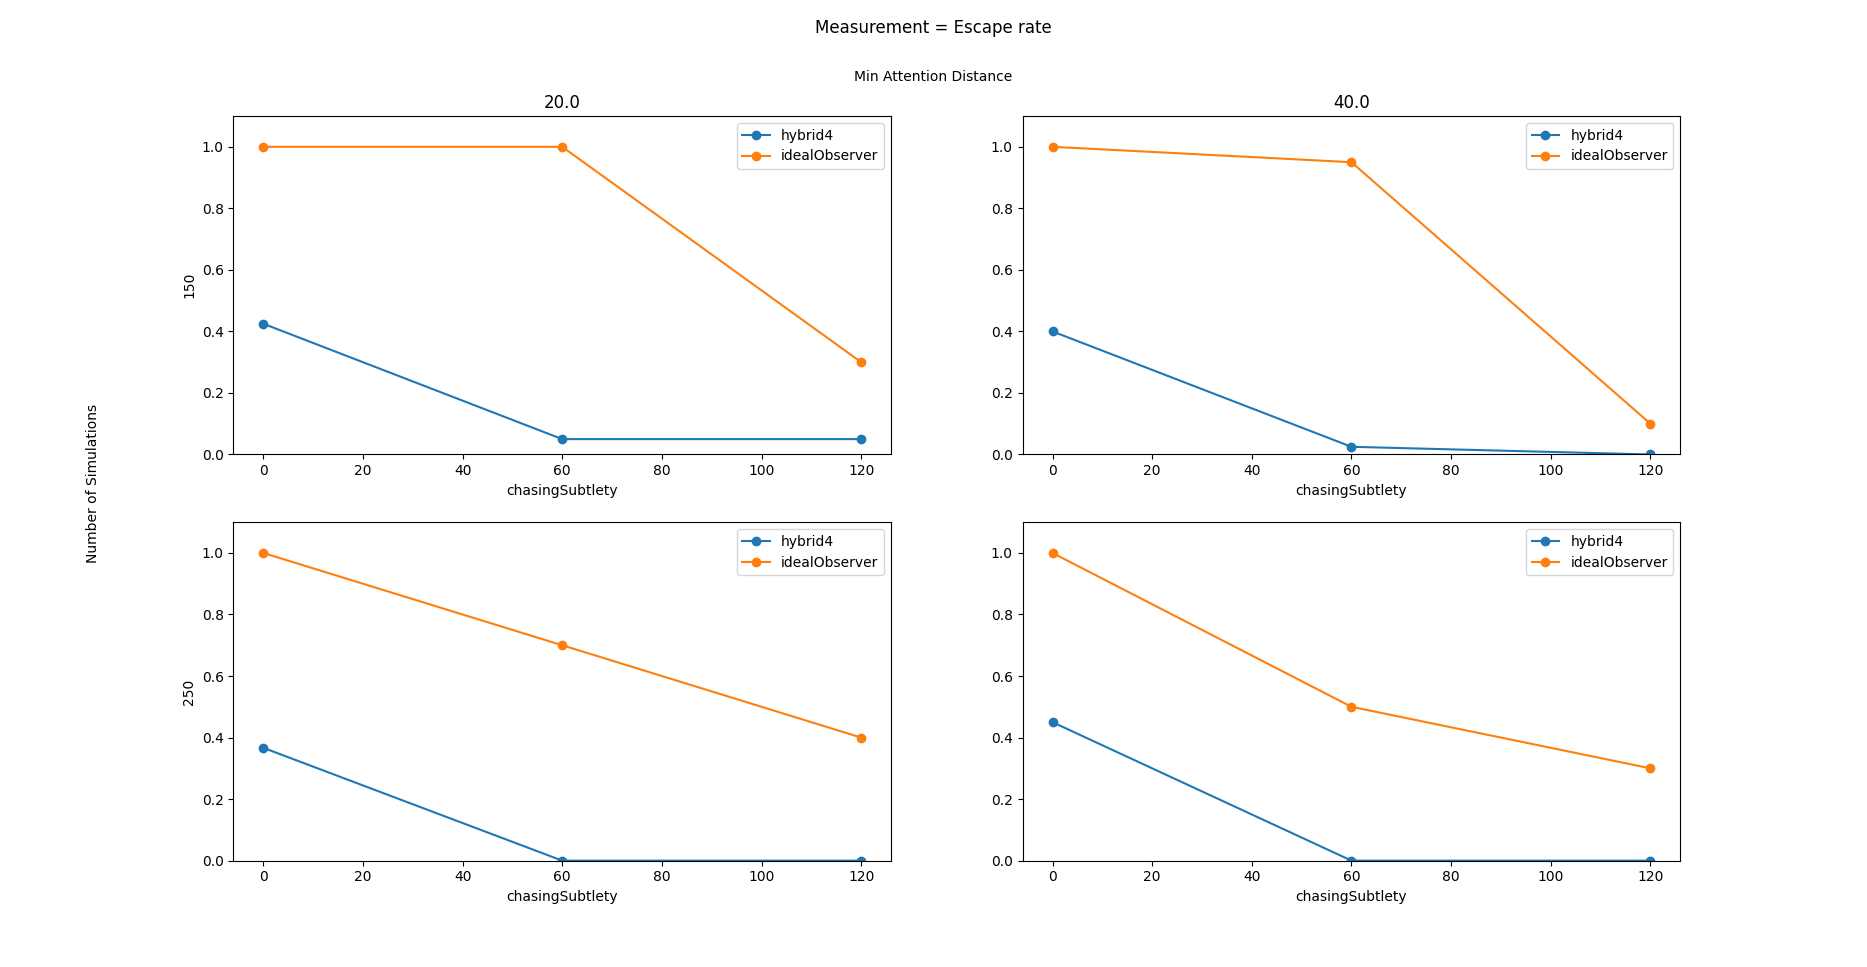 Measurement = Escape rate
Min Attention Distance
20.0
40.0
hybrid4
idealObserver
1.0
0.8
0.6
0.4
0.2
0.0
150
0 20 40 60 80 100 120
chasingSubtlety
hybrid4
idealObserver
1.0
0.8
0.6
0.4
0.2
0.0
0 20 40 60 80 100 120
chasingSubtlety
Number of Simulations
hybrid4
idealObserver
1.0
0.8
0.6
0.4
0.2
0.0
250
0 20 40 60 80 100 120
chasingSubtlety
hybrid4
idealObserver
1.0
0.8
0.6
0.4
0.2
0.0
0 20 40 60 80 100 120
chasingSubtlety